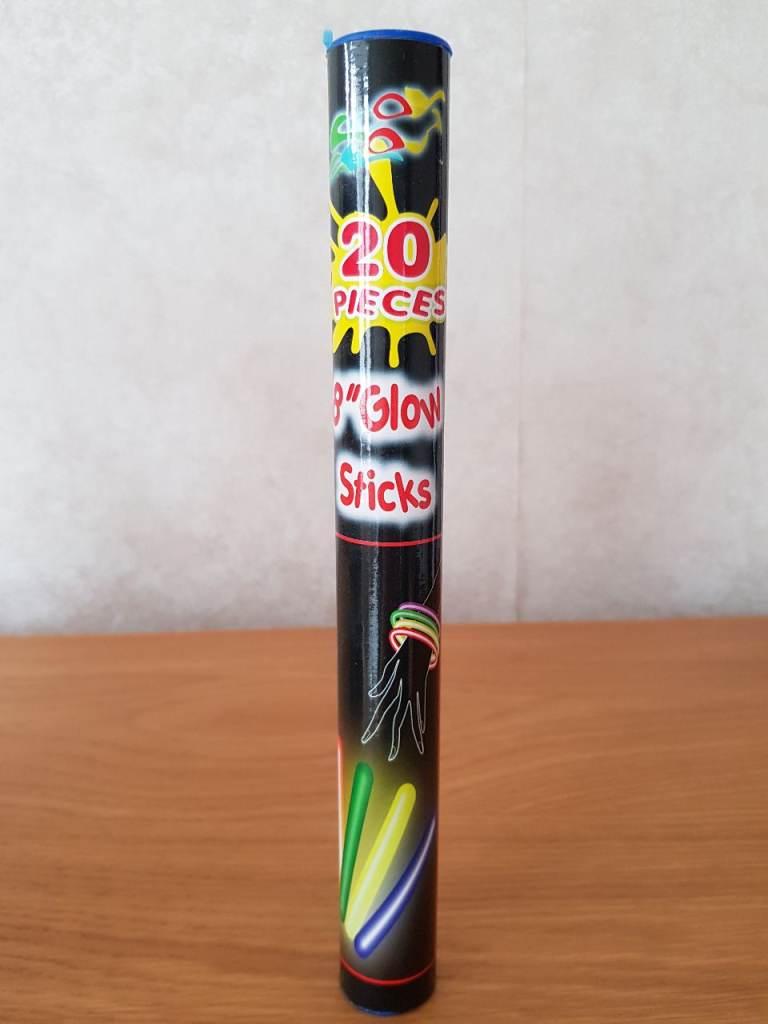 20
PIECES
8" Glow
Sticks